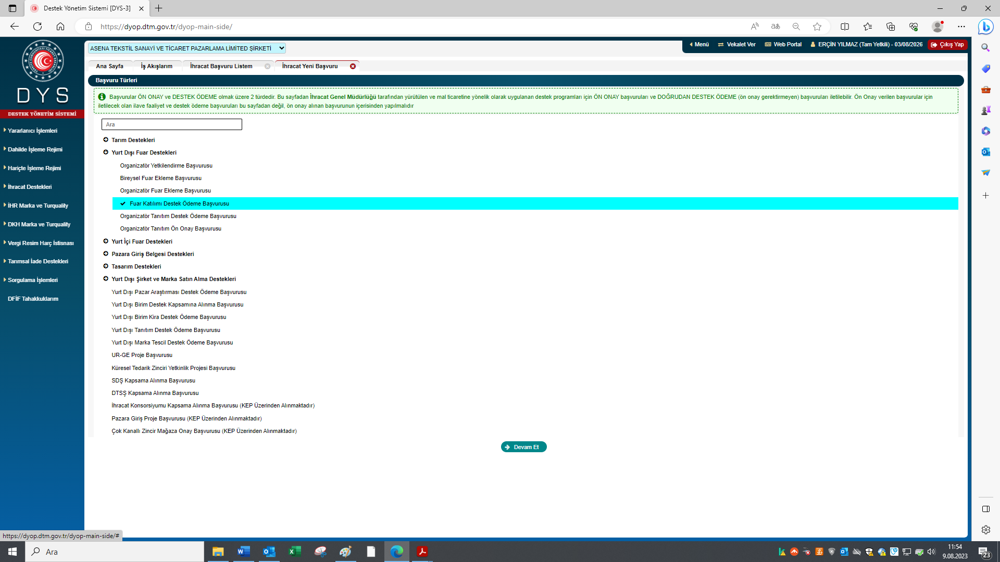 Destek Yönetim Sistemi [DYS-3]
https://dyop.dtm.gov.tr/dyop-main-side/
DYS
DESTEK YÖNETİM SİSTEMİ
Yararlanıcı İşlemleri
Dahilde İşleme Rejimi
Hariçte İşleme Rejimi
İhracat Destekleri
İHR Marka ve Turquality
DKH Marka ve Turquality
Vergi Resim Harç İstisnası
Tarımsal İade Destekleri
Sorgulama İşlemleri
DFİF Tahakkuklarım
ASENA TEKSTİL SANAYİ VE TİCARET PAZARLAMA LİMİTED ŞİRKETİ
Menü Vekalet Ver Web Portal ERÇİN YILMAZ (Tam Yetkili) - 03/08/2026 Çıkış Yap
Ana Sayfa İş Akışlarım İhracat Başvuru Listem İhracat Yeni Başvuru
Başvuru Türleri
Başvurular ÖN ONAY ve DESTEK ÖDEME olmak üzere 2 türdedir. Bu sayfadan İhracat Genel Müdürlüğü tarafından yürütülen ve mal ticaretine yönelik olarak uygulanan destek programları için ÖN ONAY başvuruları ve DOĞRUDAN DESTEK ÖDEME (ön onay gerektirmeyen) başvuruları iletilebilir. Ön Onay verilen başvurular için
iletilecek olan ilave faaliyet ve destek ödeme başvuruları bu sayfadan değil, ön onay alınan başvurunun içerisinden yapılmalıdır
Ara
Tarım Destekleri
Yurt Dışı Fuar Destekleri
Organizatör Yetkilendirme Başvurusu
Bireysel Fuar Ekleme Başvurusu
Organizatör Fuar Ekleme Başvurusu
Fuar Katılımı Destek Ödeme Başvurusu
Organizatör Tanıtım Destek Ödeme Başvurusu
Organizatör Tanıtım Ön Onay Başvurusu
Yurt İçi Fuar Destekleri
Pazara Giriş Belgesi Destekleri
Tasarım Destekleri
Yurt Dışı Şirket ve Marka Satın Alma Destekleri
Yurt Dışı Pazar Araştırması Destek Ödeme Başvurusu
Yurt Dışı Birim Destek Kapsamına Alınma Başvurusu
Yurt Dışı Birim Kira Destek Ödeme Başvurusu
Yurt Dışı Tanıtım Destek Ödeme Başvurusu
Yurt Dışı Marka Tescil Destek Ödeme Başvurusu
UR-GE Proje Başvurusu
Küresel Tedarik Zinciri Yetkinlik Projesi Başvurusu
SDŞ Kapsama Alınma Başvurusu
DTSŞ Kapsama Alınma Başvurusu
İhracat Konsorsiyumu Kapsama Alınma Başvurusu (KEP Üzerinden Alınmaktadır)
Pazara Giriş Proje Başvurusu (KEP Üzerinden Alınmaktadır)
Çok Kanallı Zincir Mağaza Onay Başvurusu (KEP Üzerinden Alınmaktadır)
Devam Et
https://dyop.dtm.gov.tr/dyop-main-side/#
Ara
11:54
9.08.2023
23